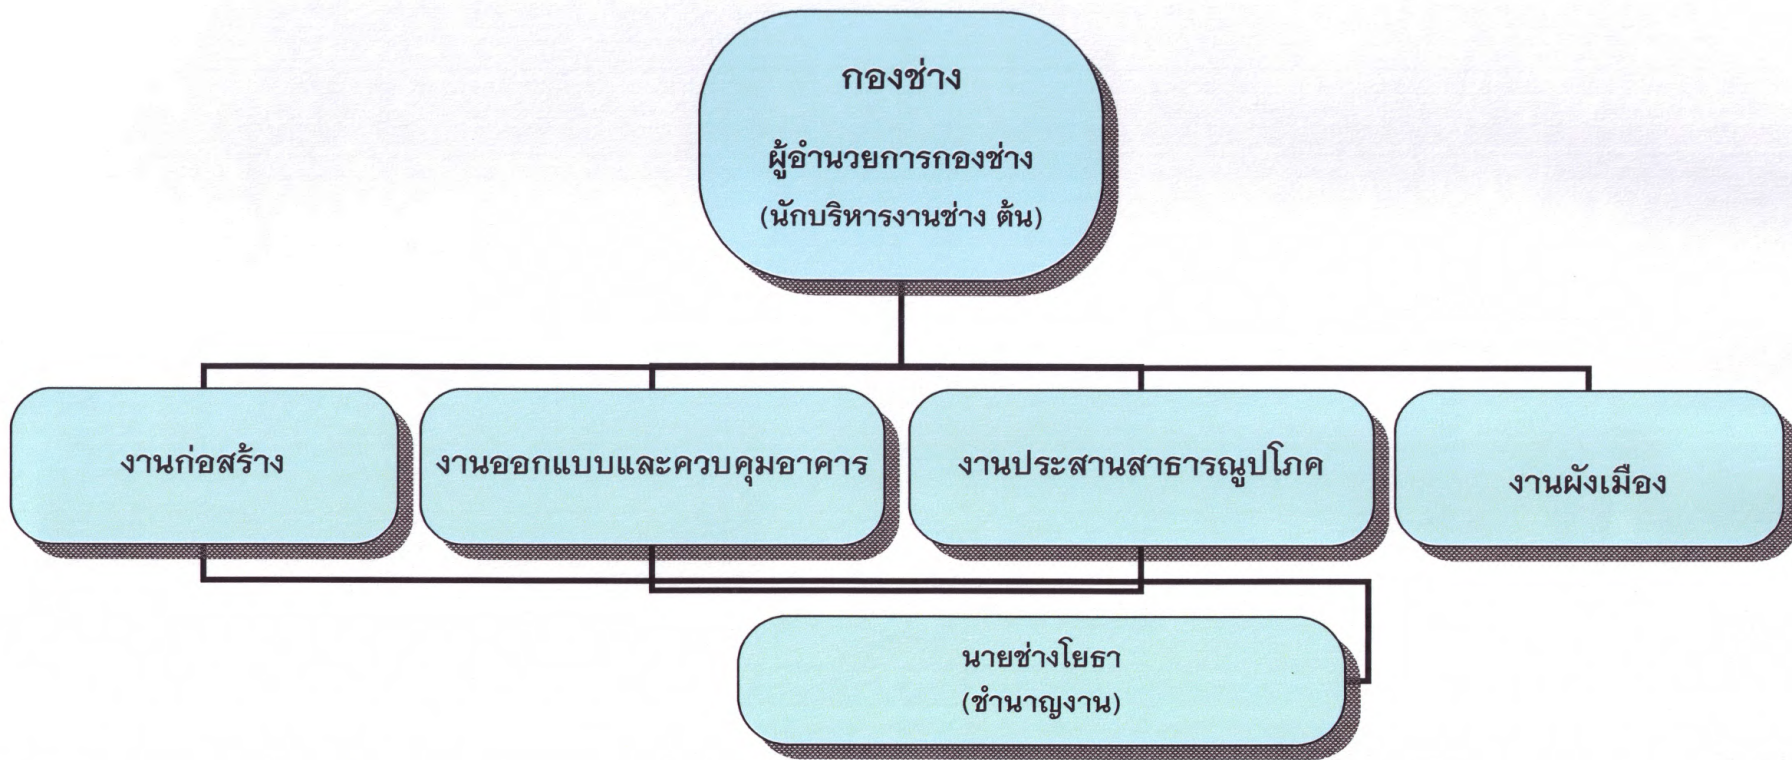 กองช่าง
ผู้อำนวยการกองช่าง
(นักบริหารงานช่าง ต้น)
งานก่อสร้าง
งานออกแบบและควบคุมอาคาร
งานประสานสาธารณูปโภค
งานผังเมือง
นายช่างโยธา
(ชำนาญงาน)